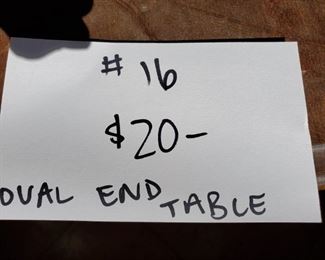 # 16
$20-
OVAL END TABLE